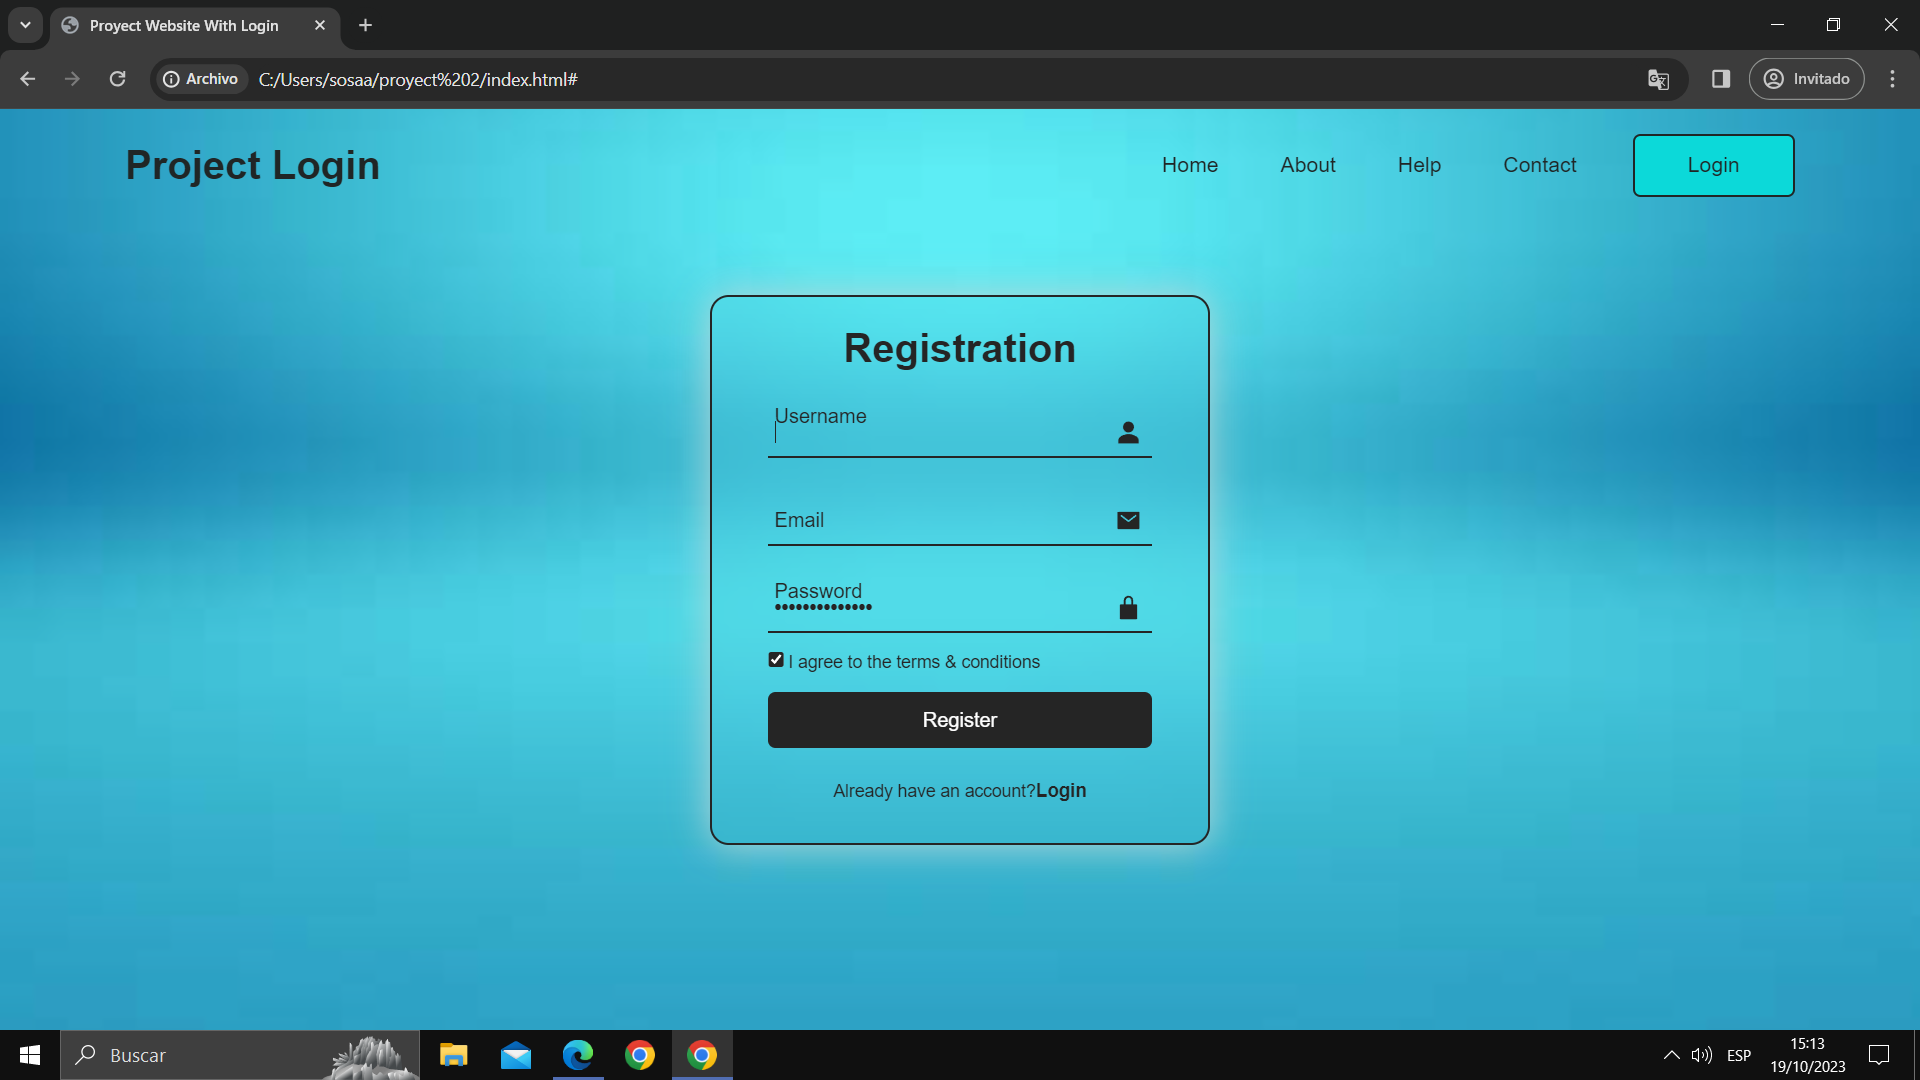 Proyect Website With Login
Archivo C:/Users/sosaa/proyect%202/index.html# Invitado
Project Login Home About Help Contact Login
Registration
Username
Email
Password
••••••••••••••
I agree to the terms & conditions
Register
Already have an account?Login
Buscar
ESP
15:13
19/10/2023